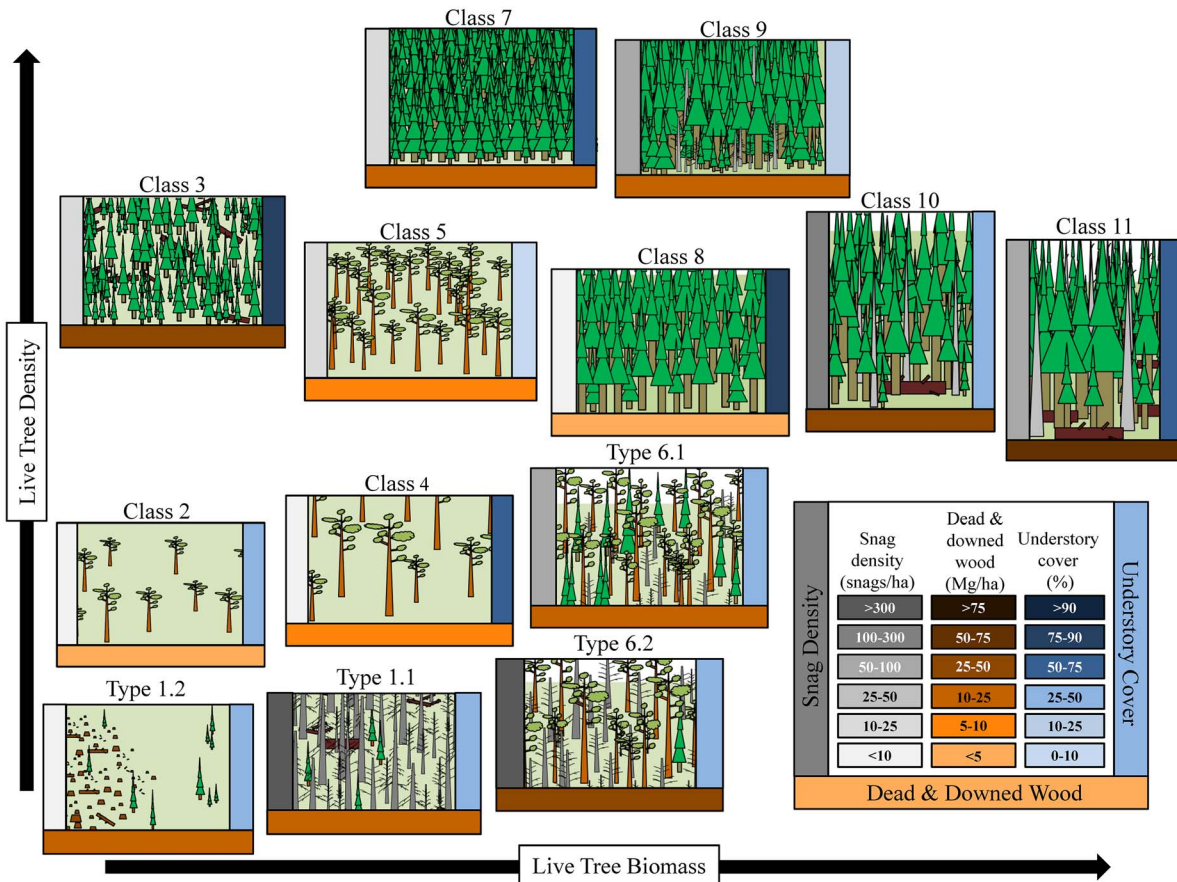 Class 7
Class 9
Class 3
Class 10
Class 5
Class 11
Class 8
Live Tree Density
Type 6.1
Class 4
Class 2
Type 6.2
Type 1.2
Type 1.1
Snag Density
Snag
density
(snags/ha)
>300
100-300
50-100
25-50
10-25
<10
Dead &
downed
wood
(Mg/ha)
>75
50-75
25-50
10-25
5-10
<5
Understory
cover
(%)
>90
75-90
50-75
25-50
10-25
0-10
Understory Cover
Dead & Downed Wood
Live Tree Biomass